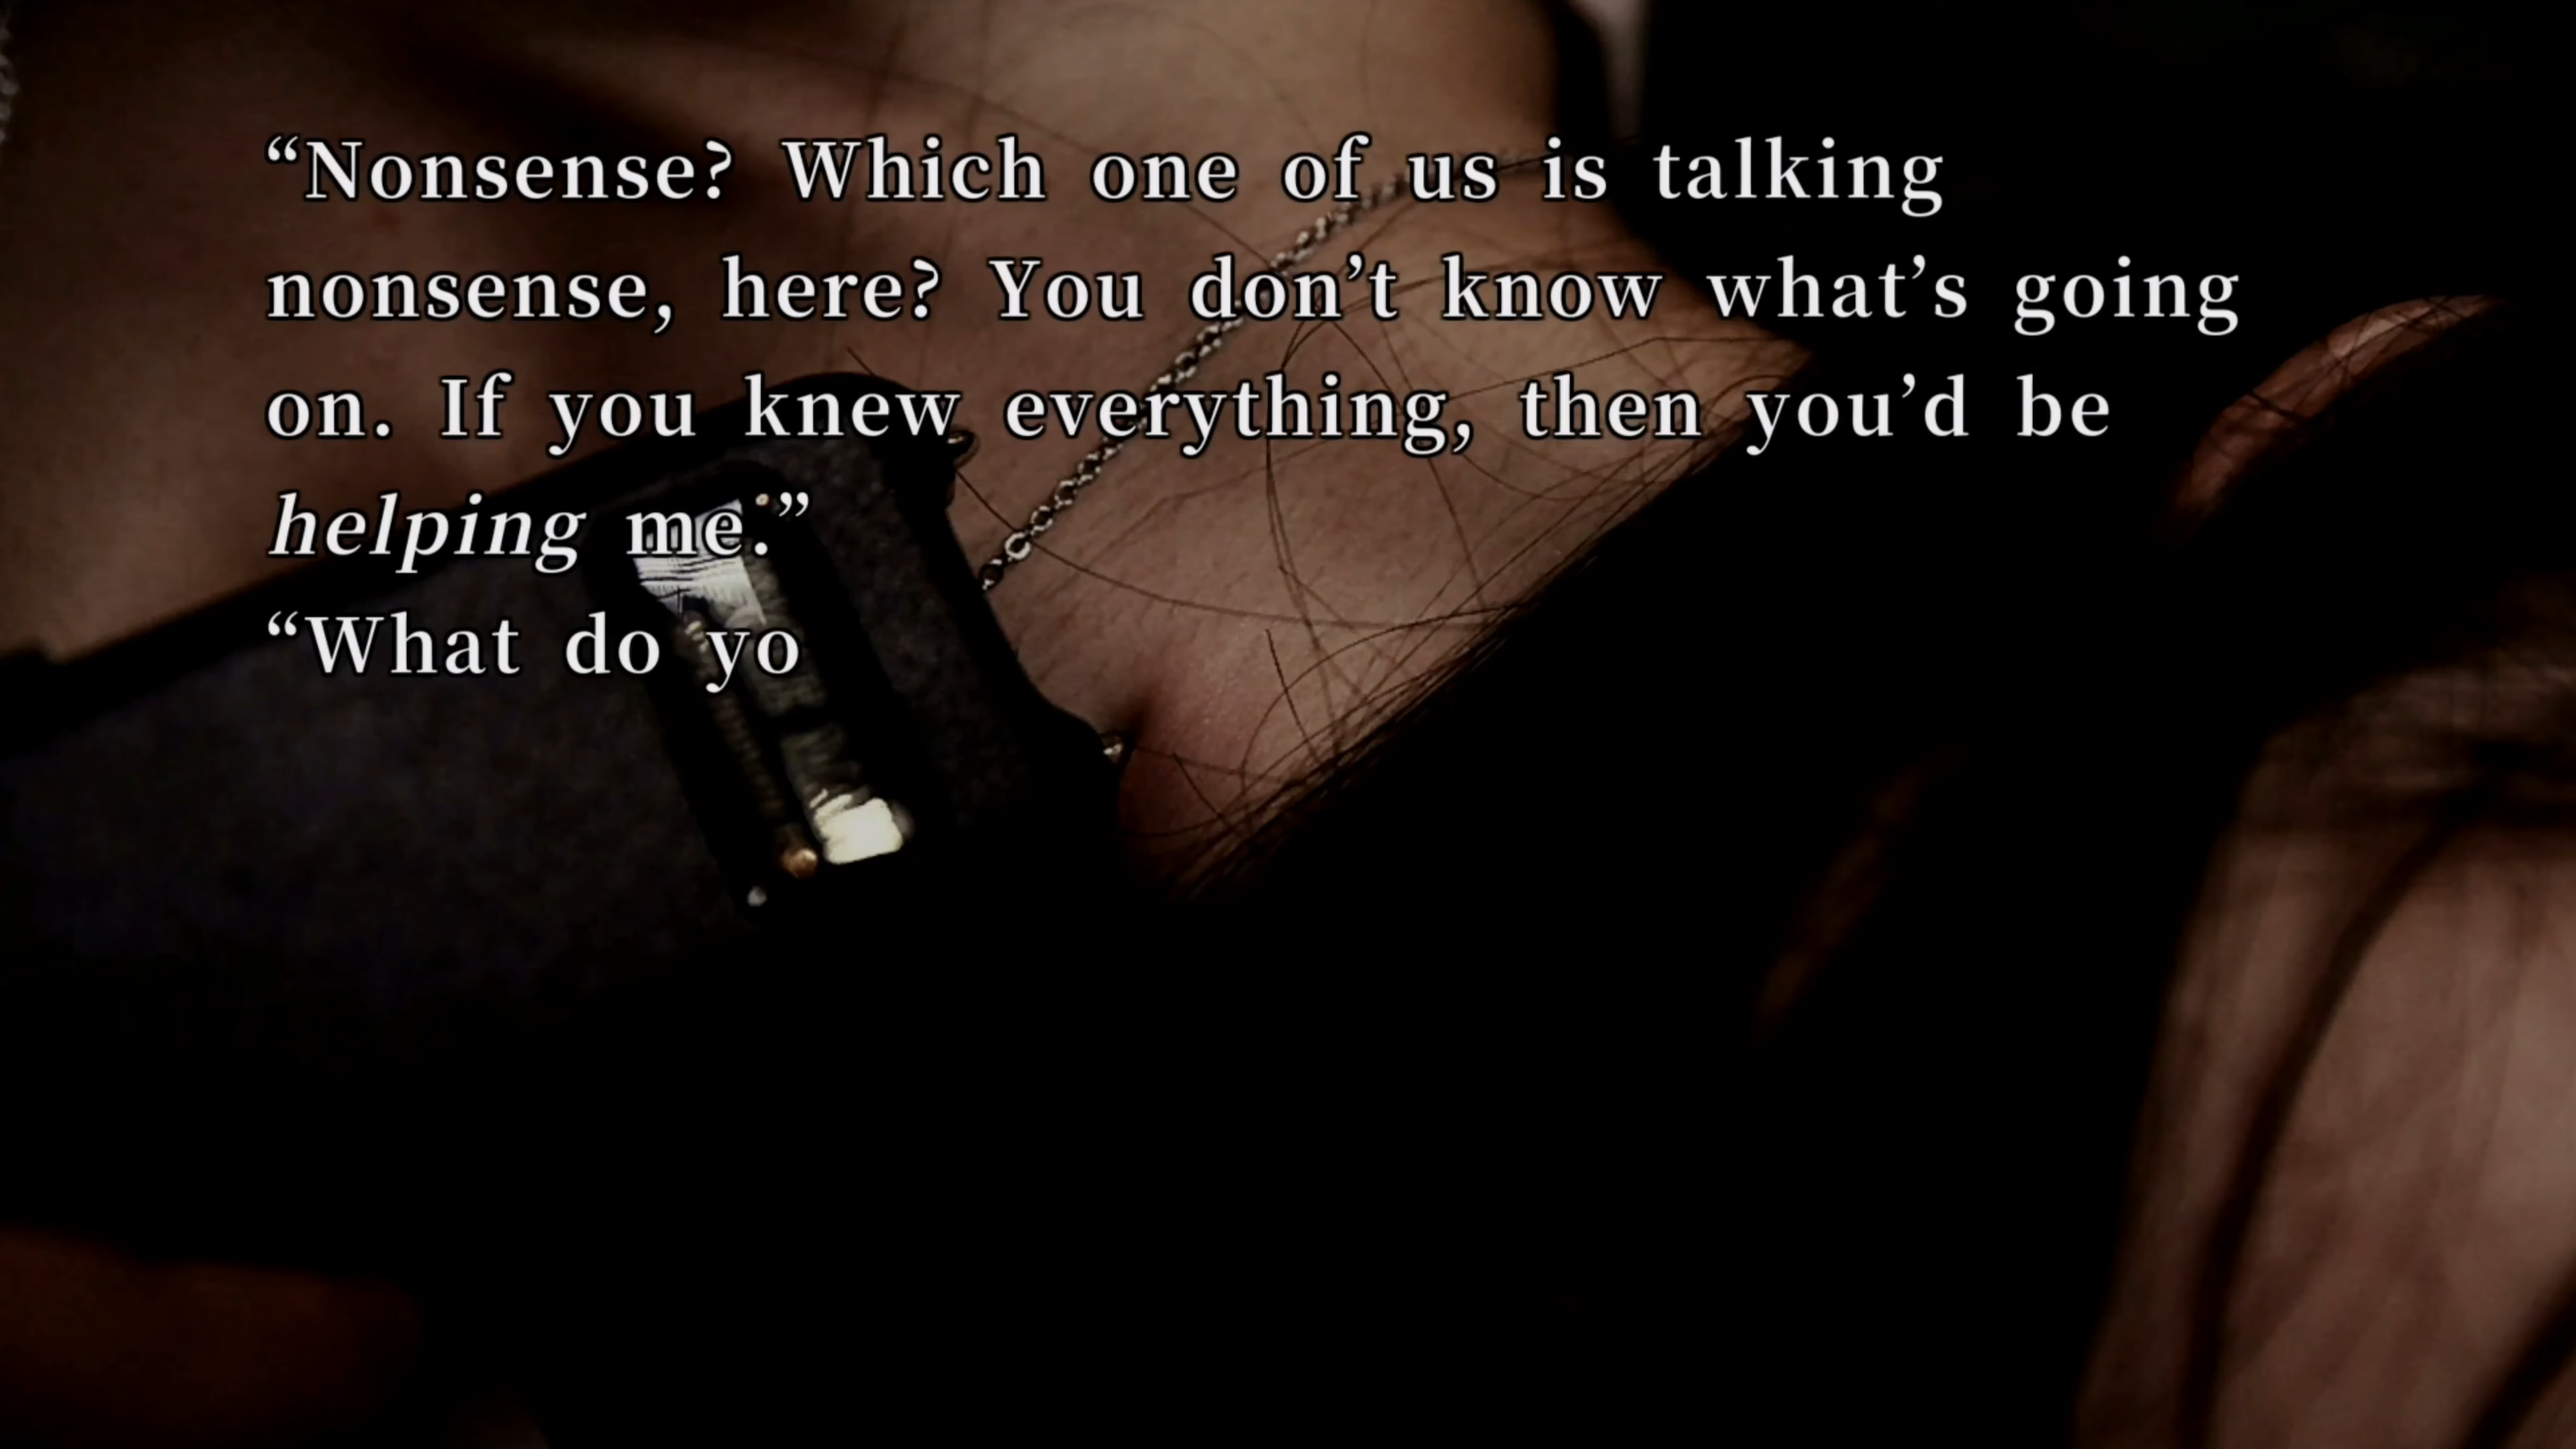 “Nonsense? Which one of us is talking
nonsense, here? You don’t know what’s going
on. If you knew everything, then you’d be
helping me.”
“What do yo